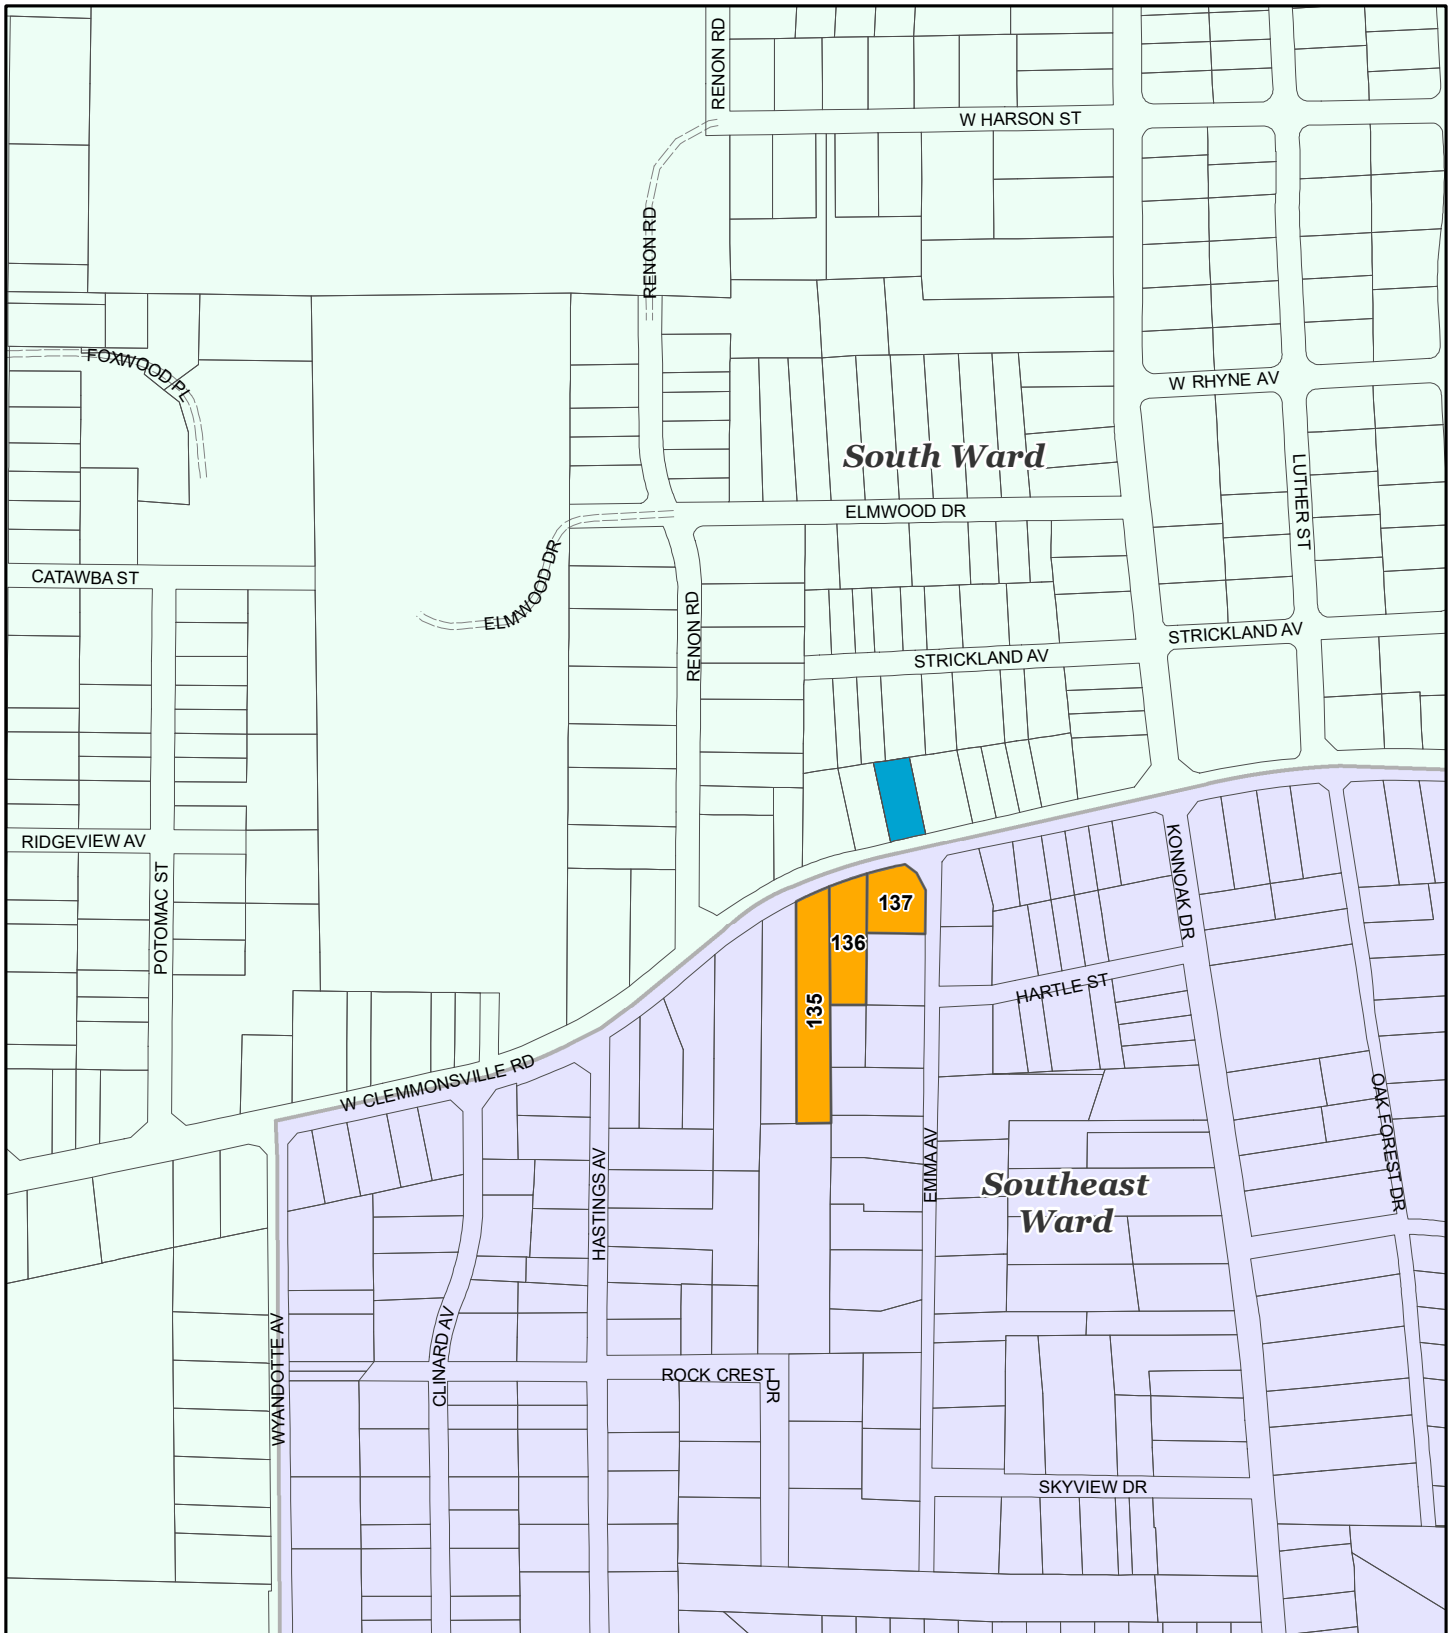 RENON RD
W HARSON ST
RENON RD
FOXWOOD PL
W RHYNE AV
South Ward
LUTHER ST
ELMWOOD DR
ELMWOOD DR
CATAWBA ST
RENON RD
STRICKLAND AV
STRICKLAND AV
RIDGEVIEW AV
POTOMAC ST
KONNOAK DR
137
136
135
HARTLE ST
W CLEMMONSVILLE RD
OAK FOREST DR
EMMA AV
HASTINGS AV
Southeast
Ward
WYANDOTTE AV
CLINARD AV
ROCK CREST
DR
SKYVIEW DR